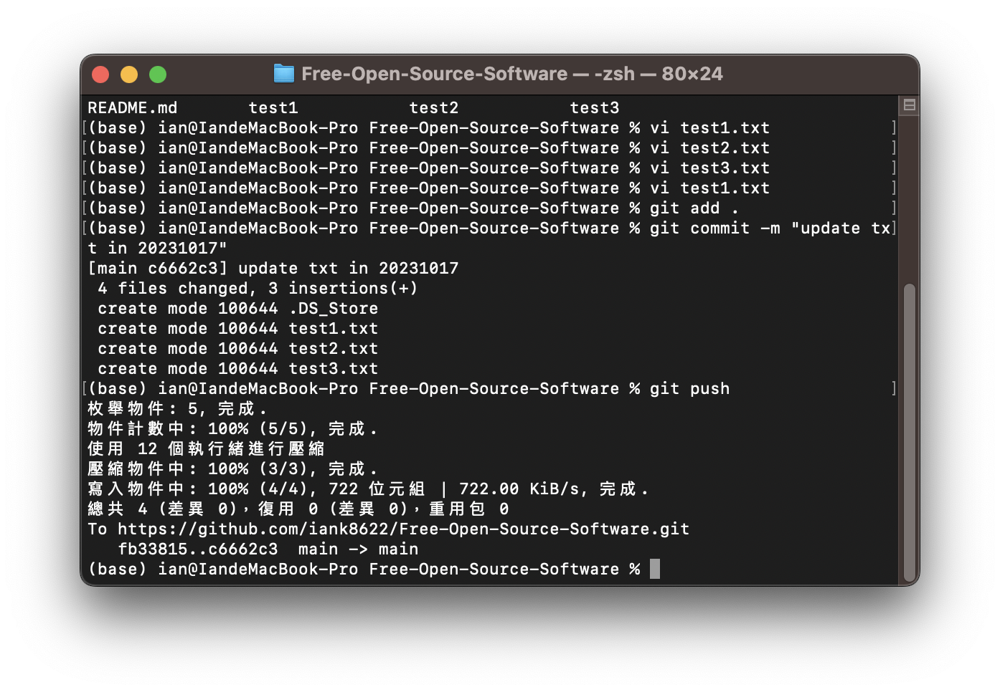 Free-Open-Source-Software — -zsh — 80×24
README.md test1 test2 test3
[(base) ian@IandeMacBook-Pro Free-Open-Source-Software % vi test1.txt ]
[(base) ian@IandeMacBook-Pro Free-Open-Source-Software % vi test2.txt ]
[(base) ian@IandeMacBook-Pro Free-Open-Source-Software % vi test3.txt ]
[(base) ian@IandeMacBook-Pro Free-Open-Source-Software % vi test1.txt ]
[(base) ian@IandeMacBook-Pro Free-Open-Source-Software % git add . ]
[(base) ian@IandeMacBook-Pro Free-Open-Source-Software % git commit -m "update tx]
t in 20231017"
[main c6662c3] update txt in 20231017
 4 files changed, 3 insertions(+)
 create mode 100644 .DS_Store
 create mode 100644 test1.txt
 create mode 100644 test2.txt
 create mode 100644 test3.txt
[(base) ian@IandeMacBook-Pro Free-Open-Source-Software % git push ]
枚舉物件: 5, 完成.
物件計數中: 100% (5/5), 完成.
使用 12 個執行緒進行壓縮
壓縮物件中: 100% (3/3), 完成.
寫入物件中: 100% (4/4), 722 位元組 | 722.00 KiB/s, 完成.
總共 4 (差異 0)，復用 0 (差異 0)，重用包 0
To https://github.com/iank8622/Free-Open-Source-Software.git
   fb33815..c6662c3  main -> main
(base) ian@IandeMacBook-Pro Free-Open-Source-Software %